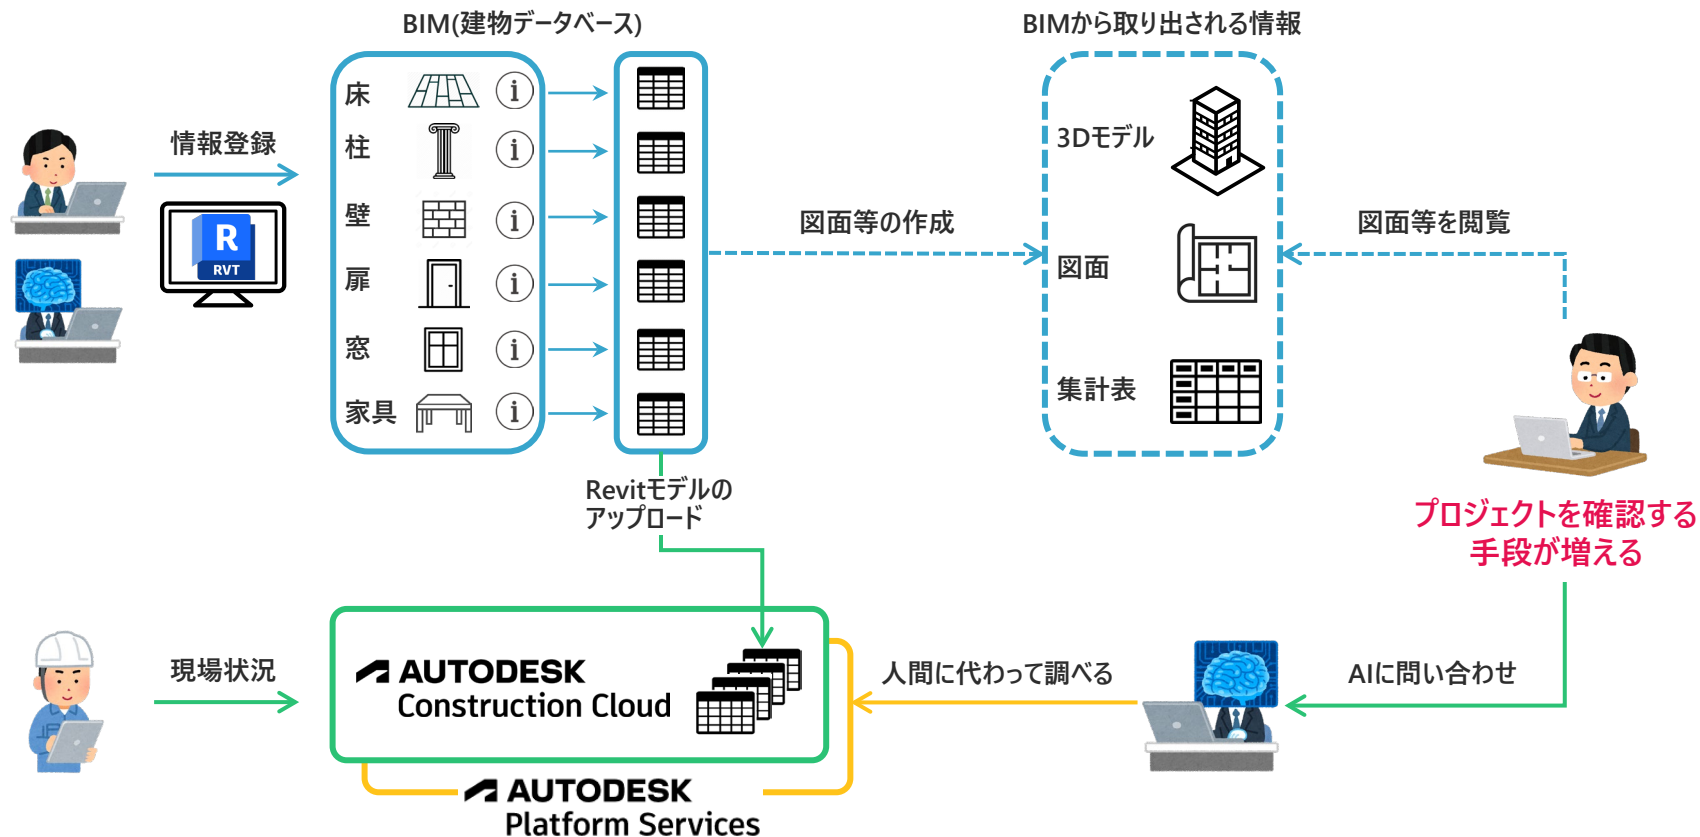 BIM(建物データベース)
BIMから取り出される情報
情報登録
R
RVT
床
i
柱
i
壁
i
扉
i
窓
i
家具
i
図面等の作成
3Dモデル
図面
集計表
図面等を閲覧
Revitモデルの
アップロード
プロジェクトを確認する
手段が増える
現場状況
AUTODESK
Construction Cloud
人間に代わって調べる
AIに問い合わせ
AUTODESK
Platform Services